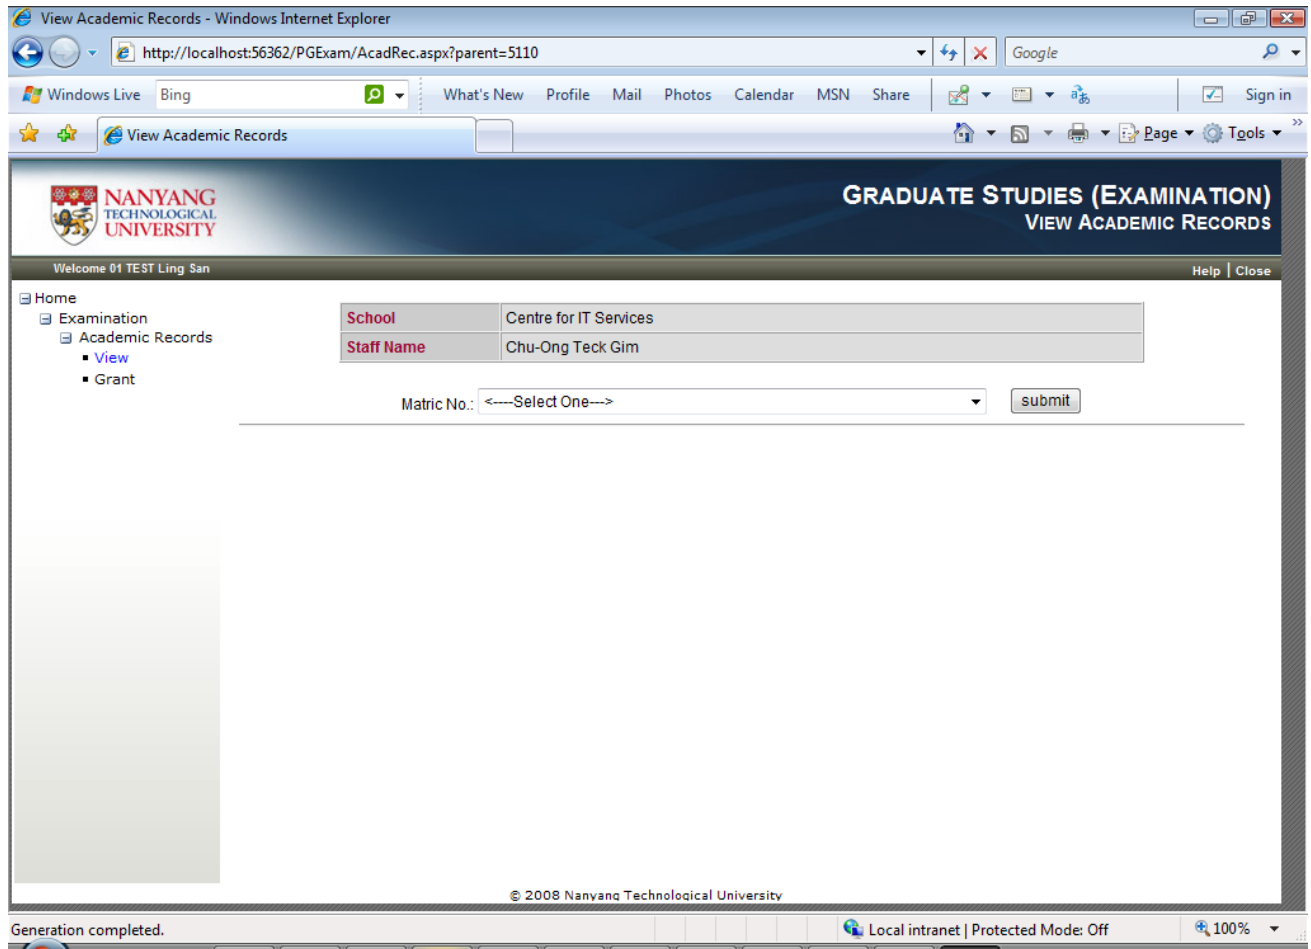 View Academic Records - Windows Internet Explorer
http://localhost:56362/PGExam/AcadRec.aspx?parent=5110
Google
Windows Live Bing What's New Profile Mail Photos Calendar MSN Share Sign in
View Academic Records Page Tools
NANYANG
TECHNOLOGICAL
UNIVERSITY
GRADUATE STUDIES (EXAMINATION)
VIEW ACADEMIC RECORDS
Welcome 01 TEST Ling San Help | Close
Home
Examination
Academic Records
View
Grant
School Centre for IT Services
Staff Name Chu-Ong Teck Gim
Matric No.: <----Select One---> submit
© 2008 Nanyang Technological University
Generation completed. Local intranet | Protected Mode: Off 100%